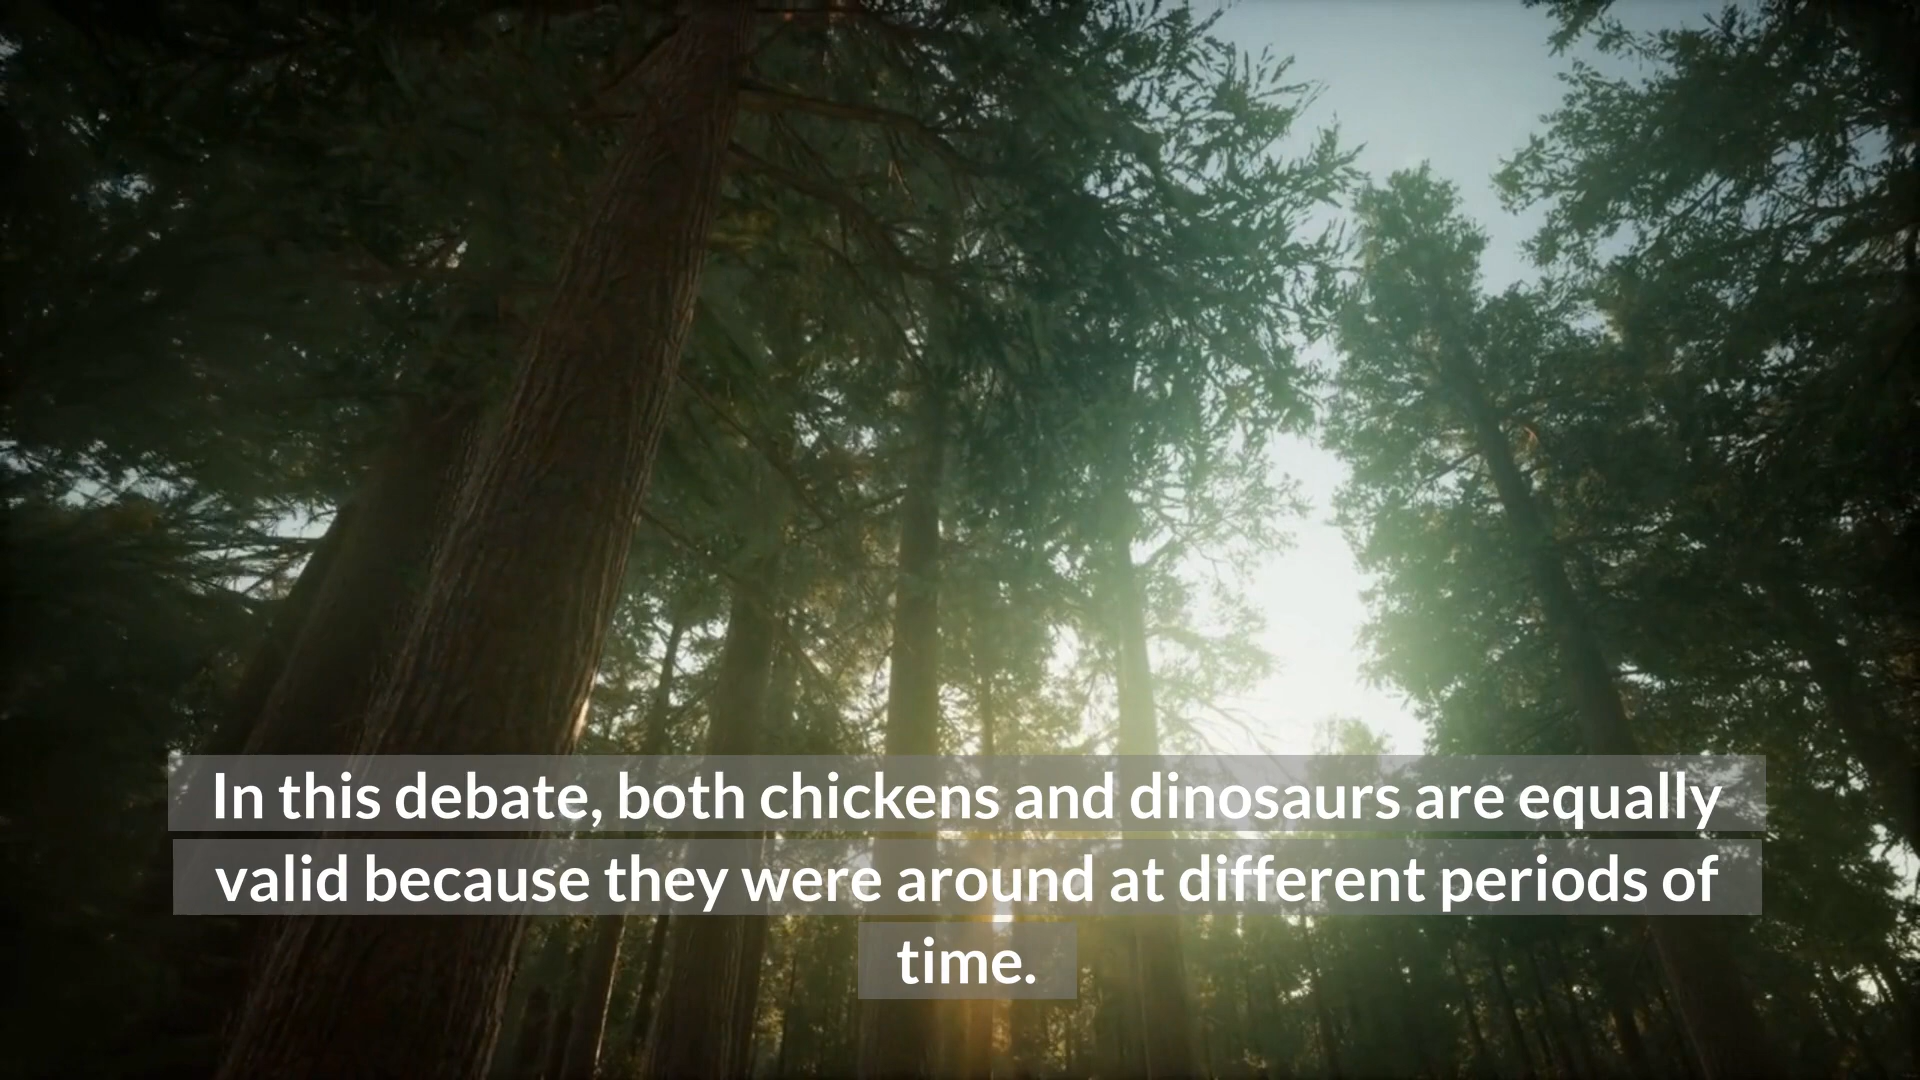 In this debate, both chickens and dinosaurs are equally
valid because they were around at different periods of
time.